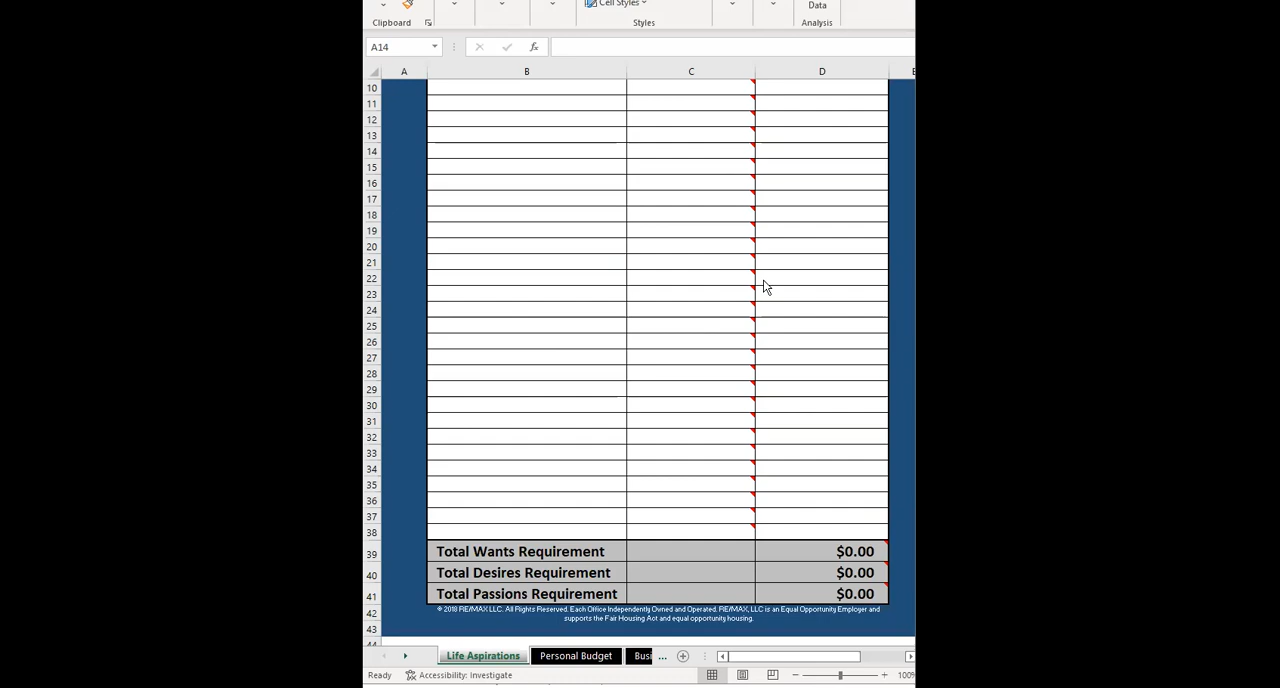 Cell Styles
Data
Clipboard
Styles
Analysis
A14
fx
A B C D E
10
11
12
13
14
15
16
17
18
19
20
21
22
23
24
25
26
27
28
29
30
31
32
33
34
35
36
37
38
39 Total Wants Requirement $0.00
40 Total Desires Requirement $0.00
41 Total Passions Requirement $0.00
42 ® 2018 RE/MAX LLC. All Rights Reserved. Each Office Independently Owned and Operated. RE/MAX, LLC is an Equal Opportunity Employer and
supports the Fair Housing Act and equal opportunity housing.
43
44
Life Aspirations Personal Budget Busi ...
Ready Accessibility: Investigate 100%